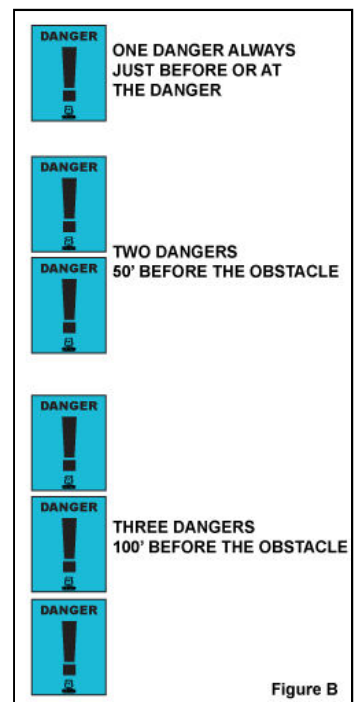 DANGER
ONE DANGER ALWAYS
JUST BEFORE OR AT
THE DANGER
!
DANGER
!
TWO DANGERS
50' BEFORE THE OBSTACLE
DANGER
!
DANGER
!
DANGER
THREE DANGERS
100' BEFORE THE OBSTACLE
!
DANGER
!
Figure B